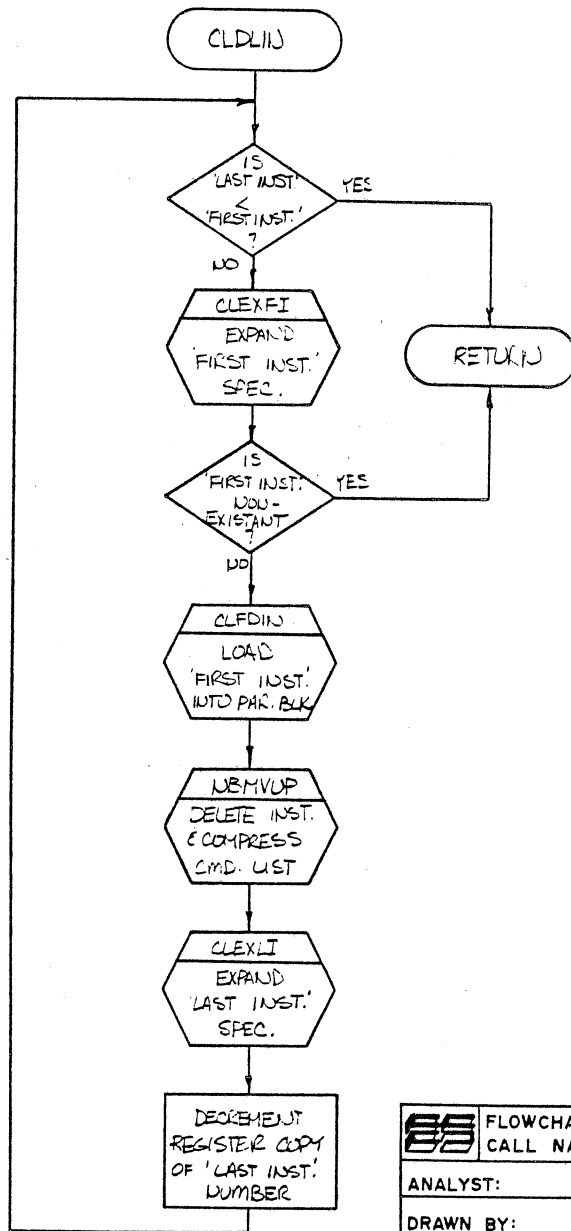 CLDLIN
IS
'LAST INST.'
<
'FIRST INST.'
?
YES
NO
CLEXFI
EXPAND
'FIRST INST.'
SPEC.
RETURN
IS
'FIRST INST.'
NON-
EXISTANT
?
YES
NO
CLFDIN
LOAD
'FIRST INST.'
INTO PAR. BLK
NBMVUP
DELETE INST.
& COMPRESS
CMD. LIST
CLEXLI
EXPAND
'LAST INST.'
SPEC.
DECREMENT
REGISTER COPY
OF 'LAST INST.'
NUMBER
FLOWCHA
CALL NA
ANALYST:
DRAWN BY: